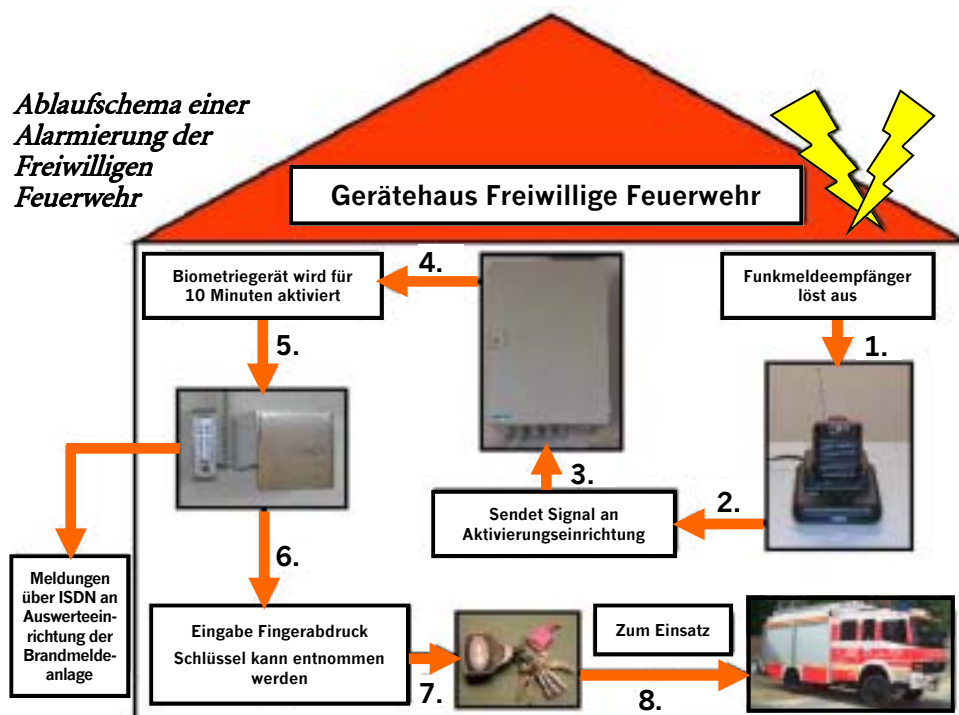 Ablaufschema einer
Alarmierung der
Freiwilligen
Feuerwehr
Gerätehaus Freiwillige Feuerwehr
Biometriegerät wird für
10 Minuten aktiviert
4.
Funkmeldeempfänger
löst aus
5.
1.
3.
Sendet Signal an
Aktivierungseinrichtung
2.
6.
Meldungen
über ISDN an
Auswerteein-
richtung der
Brandmelde-
anlage
Eingabe Fingerabdruck
Schlüssel kann entnommen
werden
7.
Zum Einsatz
8.